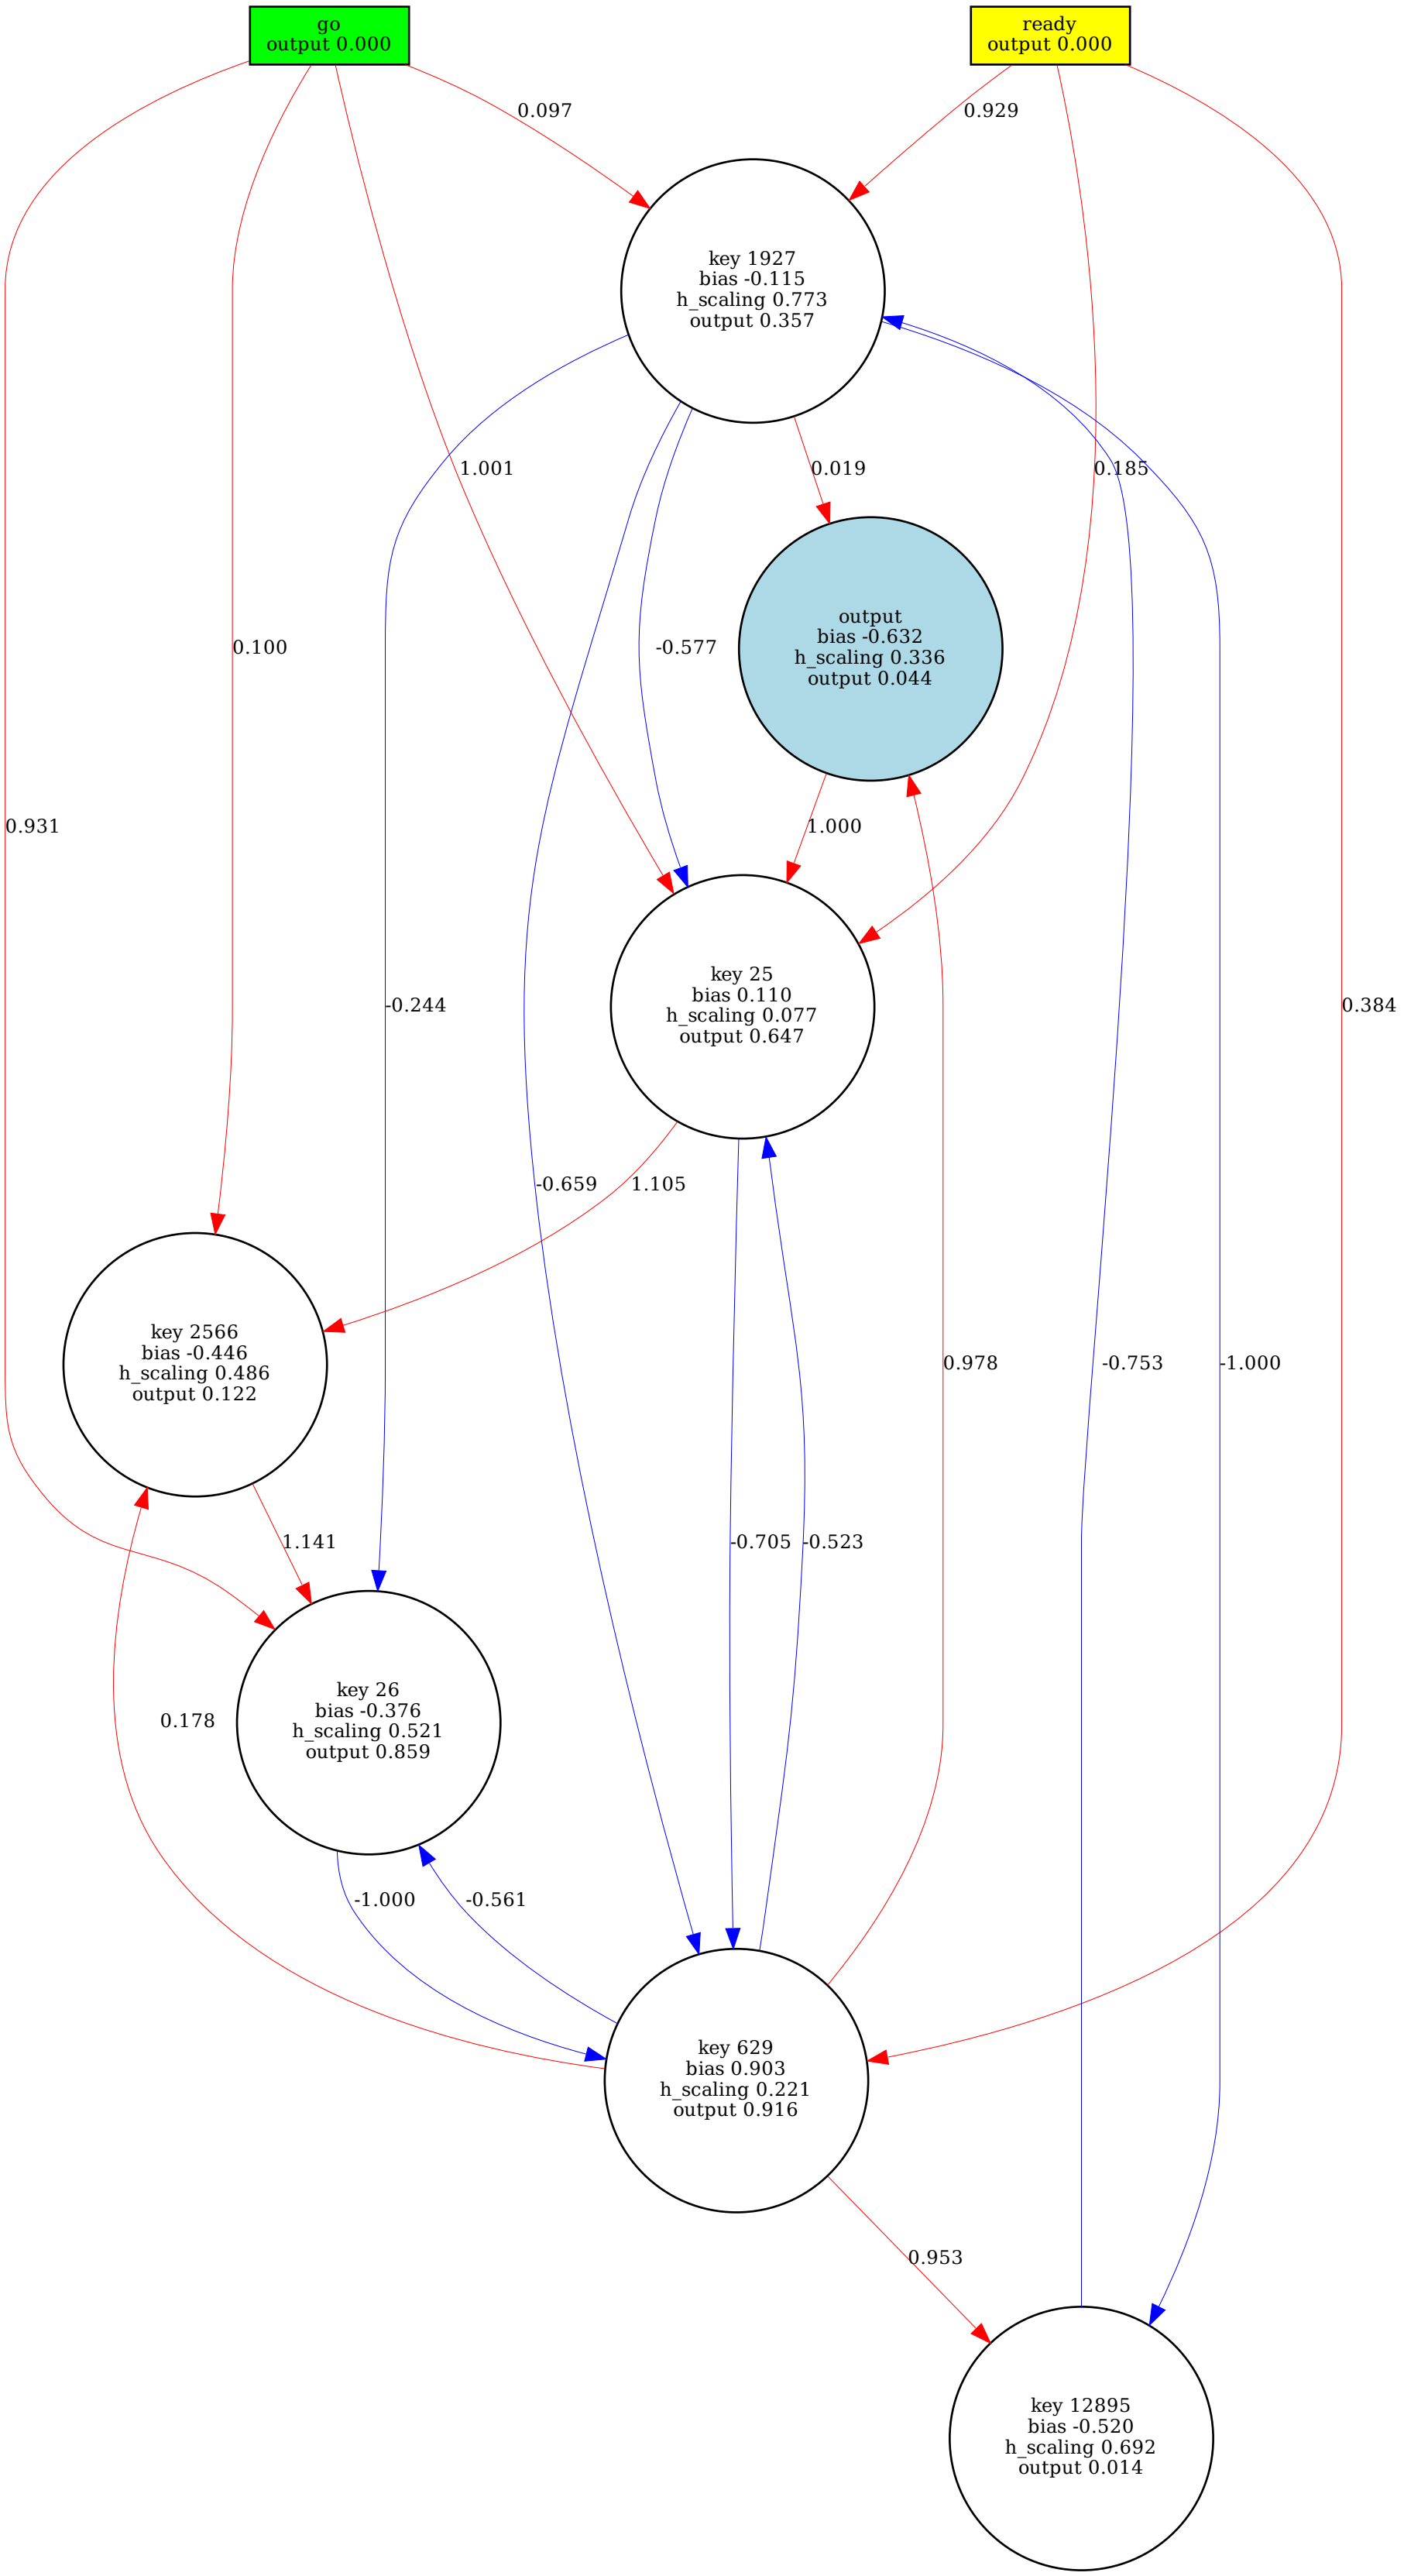 go
output 0.000
ready
output 0.000
0.097
0.929
key 1927
bias -0.115
h_scaling 0.773
output 0.357
1.001
0.019
0.185
0.100
-0.577
output
bias -0.632
h_scaling 0.336
output 0.044
0.931
1.000
-0.244
key 25
bias 0.110
h_scaling 0.077
output 0.647
0.384
-0.659
1.105
key 2566
bias -0.446
h_scaling 0.486
output 0.122
0.978
-0.753
-1.000
1.141
-0.705
-0.523
0.178
key 26
bias -0.376
h_scaling 0.521
output 0.859
-1.000
-0.561
key 629
bias 0.903
h_scaling 0.221
output 0.916
0.953
key 12895
bias -0.520
h_scaling 0.692
output 0.014